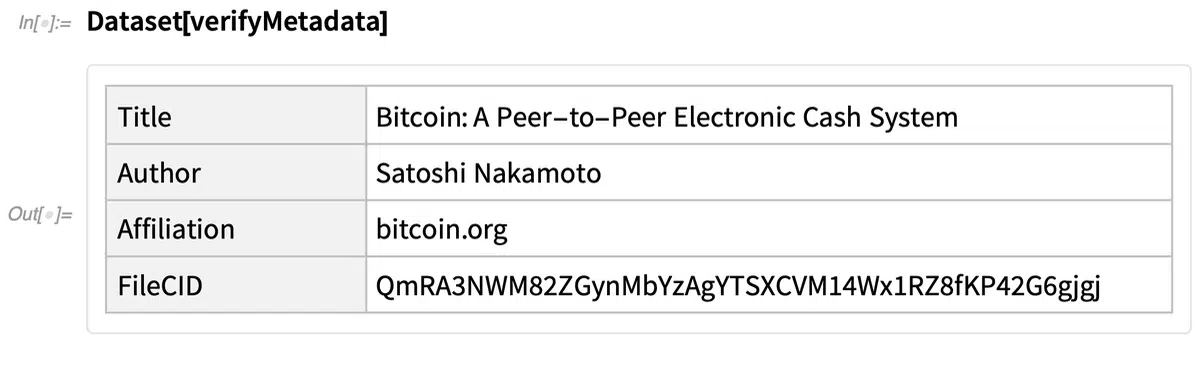 In[•]:= Dataset[verifyMetadata]
Out[•]=
Title Bitcoin: A Peer-to-Peer Electronic Cash System
Author Satoshi Nakamoto
Affiliation bitcoin.org
FileCID QmRA3NWM82ZGynMbYzAgYTSXCVM14Wx1RZ8fKP42G6gjgj